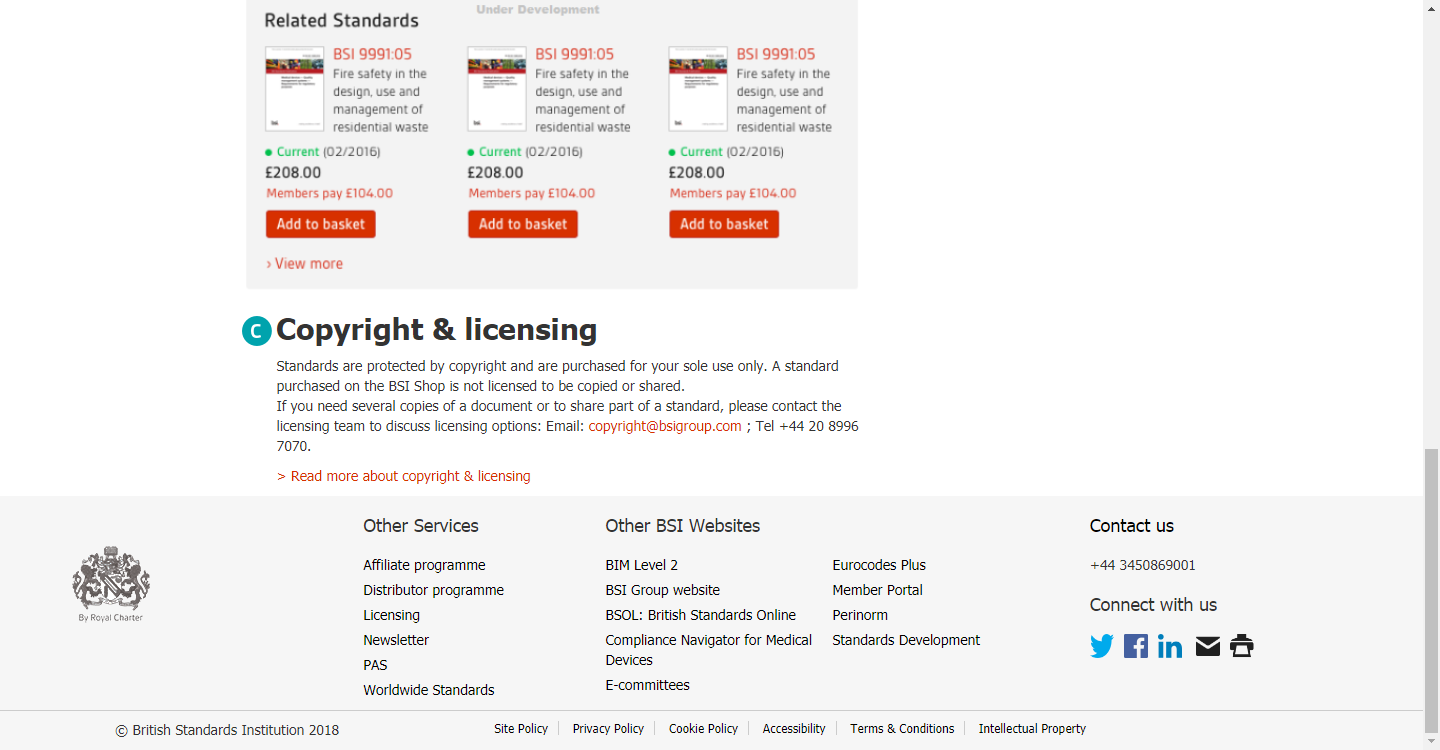 Under Development
Related Standards
BSI 9991:05
Fire safety in the
design, use and
management of
residential waste
Current (02/2016)
£208.00
Members pay £104.00
Add to basket
BSI 9991:05
Fire safety in the
design, use and
management of
residential waste
Current (02/2016)
£208.00
Members pay £104.00
Add to basket
BSI 9991:05
Fire safety in the
design, use and
management of
residential waste
Current (02/2016)
£208.00
Members pay £104.00
Add to basket
› View more
C Copyright & licensing
Standards are protected by copyright and are purchased for your sole use only. A standard
purchased on the BSI Shop is not licensed to be copied or shared.
If you need several copies of a document or to share part of a standard, please contact the
licensing team to discuss licensing options: Email: copyright@bsigroup.com ; Tel +44 20 8996
7070.
> Read more about copyright & licensing
By Royal Charter
Other Services
Affiliate programme
Distributor programme
Licensing
Newsletter
PAS
Worldwide Standards
Other BSI Websites
BIM Level 2
BSI Group website
BSOL: British Standards Online
Compliance Navigator for Medical
Devices
E-committees
Eurocodes Plus
Member Portal
Perinorm
Standards Development
Contact us
+44 3450869001
Connect with us
© British Standards Institution 2018
Site Policy
Privacy Policy
Cookie Policy
Accessibility
Terms & Conditions
Intellectual Property